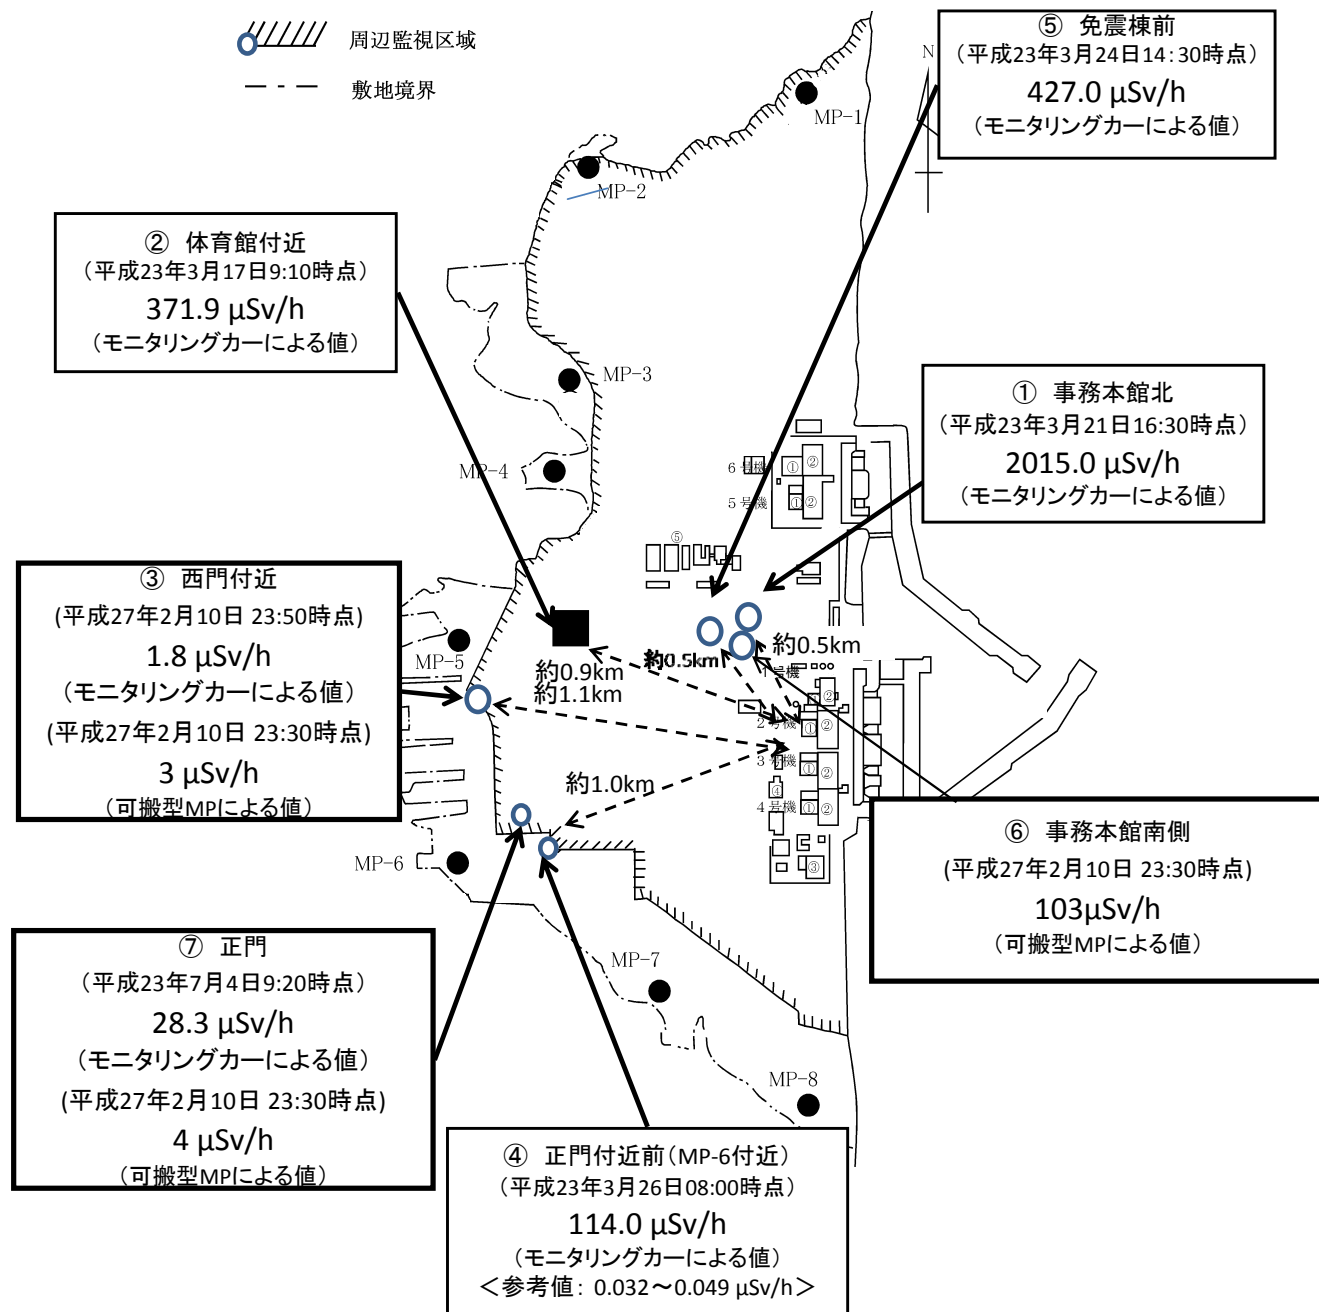 周辺監視区域
敷地境界
⑤ 免震棟前
（平成23年3月24日14：30時点）
427.0 µSv/h
（モニタリングカーによる値）
N
MP-1
MP-2
② 体育館付近
（平成23年3月17日9:10時点）
371.9 µSv/h
（モニタリングカーによる値）
MP-3
① 事務本館北
（平成23年3月21日16:30時点）
2015.0 µSv/h
（モニタリングカーによる値）
MP-4
6号機
① ②
5号機
① ②
⑤
③ 西門付近
(平成27年2月10日 23:50時点)
1.8 µSv/h
（モニタリングカーによる値）
(平成27年2月10日 23:30時点)
3 µSv/h
（可搬型MPによる値）
MP-5
約0.9km
約1.1km
約0.5km
約0.5km
1号機
②
2号機
① ②
3号機
① ②
④
4号機
① ②
③
約1.0km
MP-6
⑥ 事務本館南側
(平成27年2月10日 23:30時点)
103µSv/h
（可搬型MPによる値）
⑦ 正門
（平成23年7月4日9:20時点）
28.3 µSv/h
（モニタリングカーによる値）
(平成27年2月10日 23:30時点)
4 µSv/h
（可搬型MPによる値）
MP-7
MP-8
④ 正門付近前（MP-6付近）
（平成23年3月26日08:00時点）
114.0 µSv/h
（モニタリングカーによる値）
＜参考値：0.032～0.049 µSv/h＞